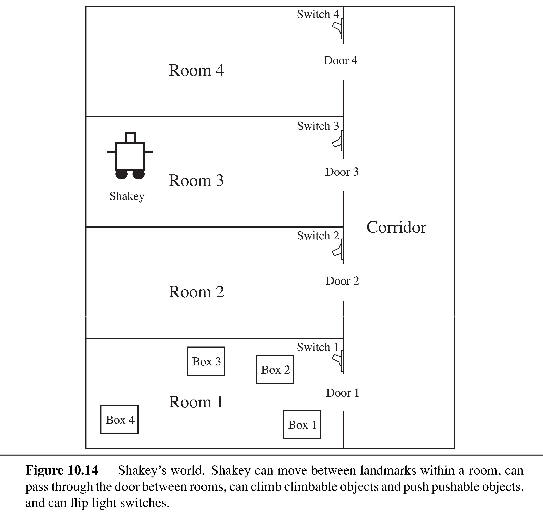 Switch 4
Door 4
Room 4
Switch 3
Door 3
Room 3
Shakey
Corridor
Switch 2
Door 2
Room 2
Switch 1
Box 3
Box 2
Door 1
Room 1
Box 4
Box 1
Figure 10.14 Shakey's world. Shakey can move between landmarks within a room, can
pass through the door between rooms, can climb climbable objects and push pushable objects,
and can flip light switches.